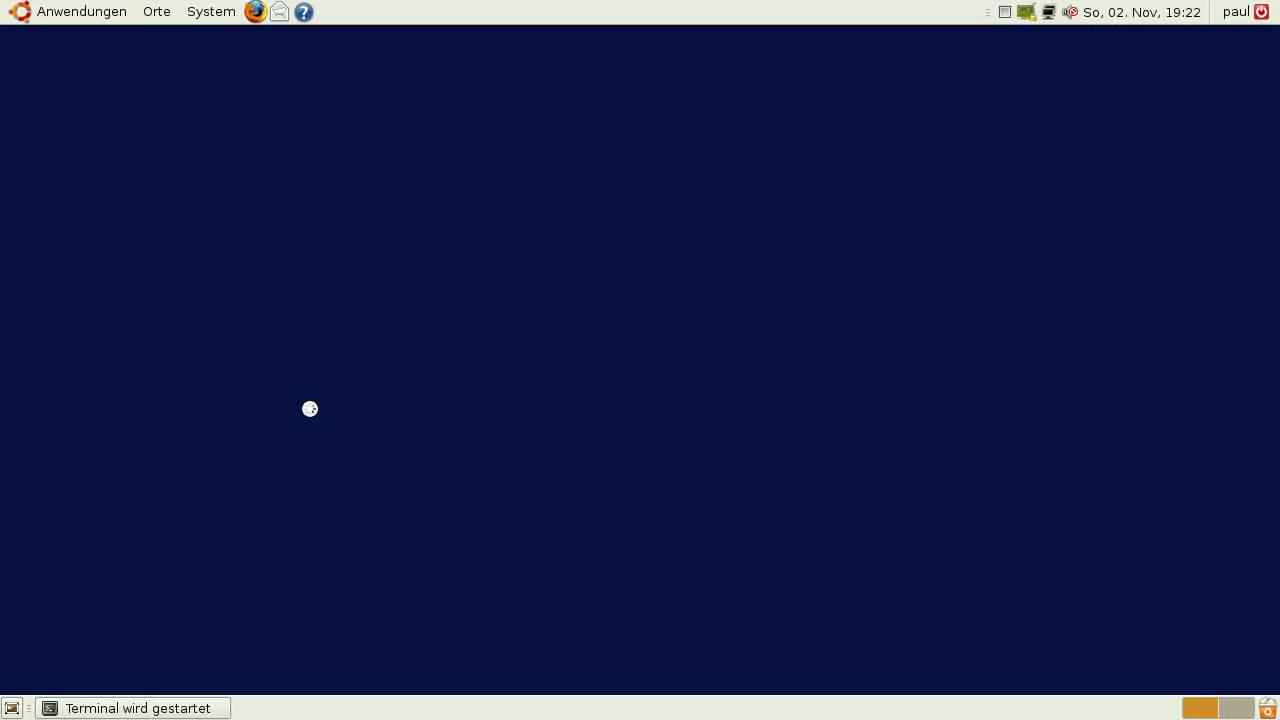 Anwendungen Orte System So, 02. Nov, 19:22 paul
Terminal wird gestartet